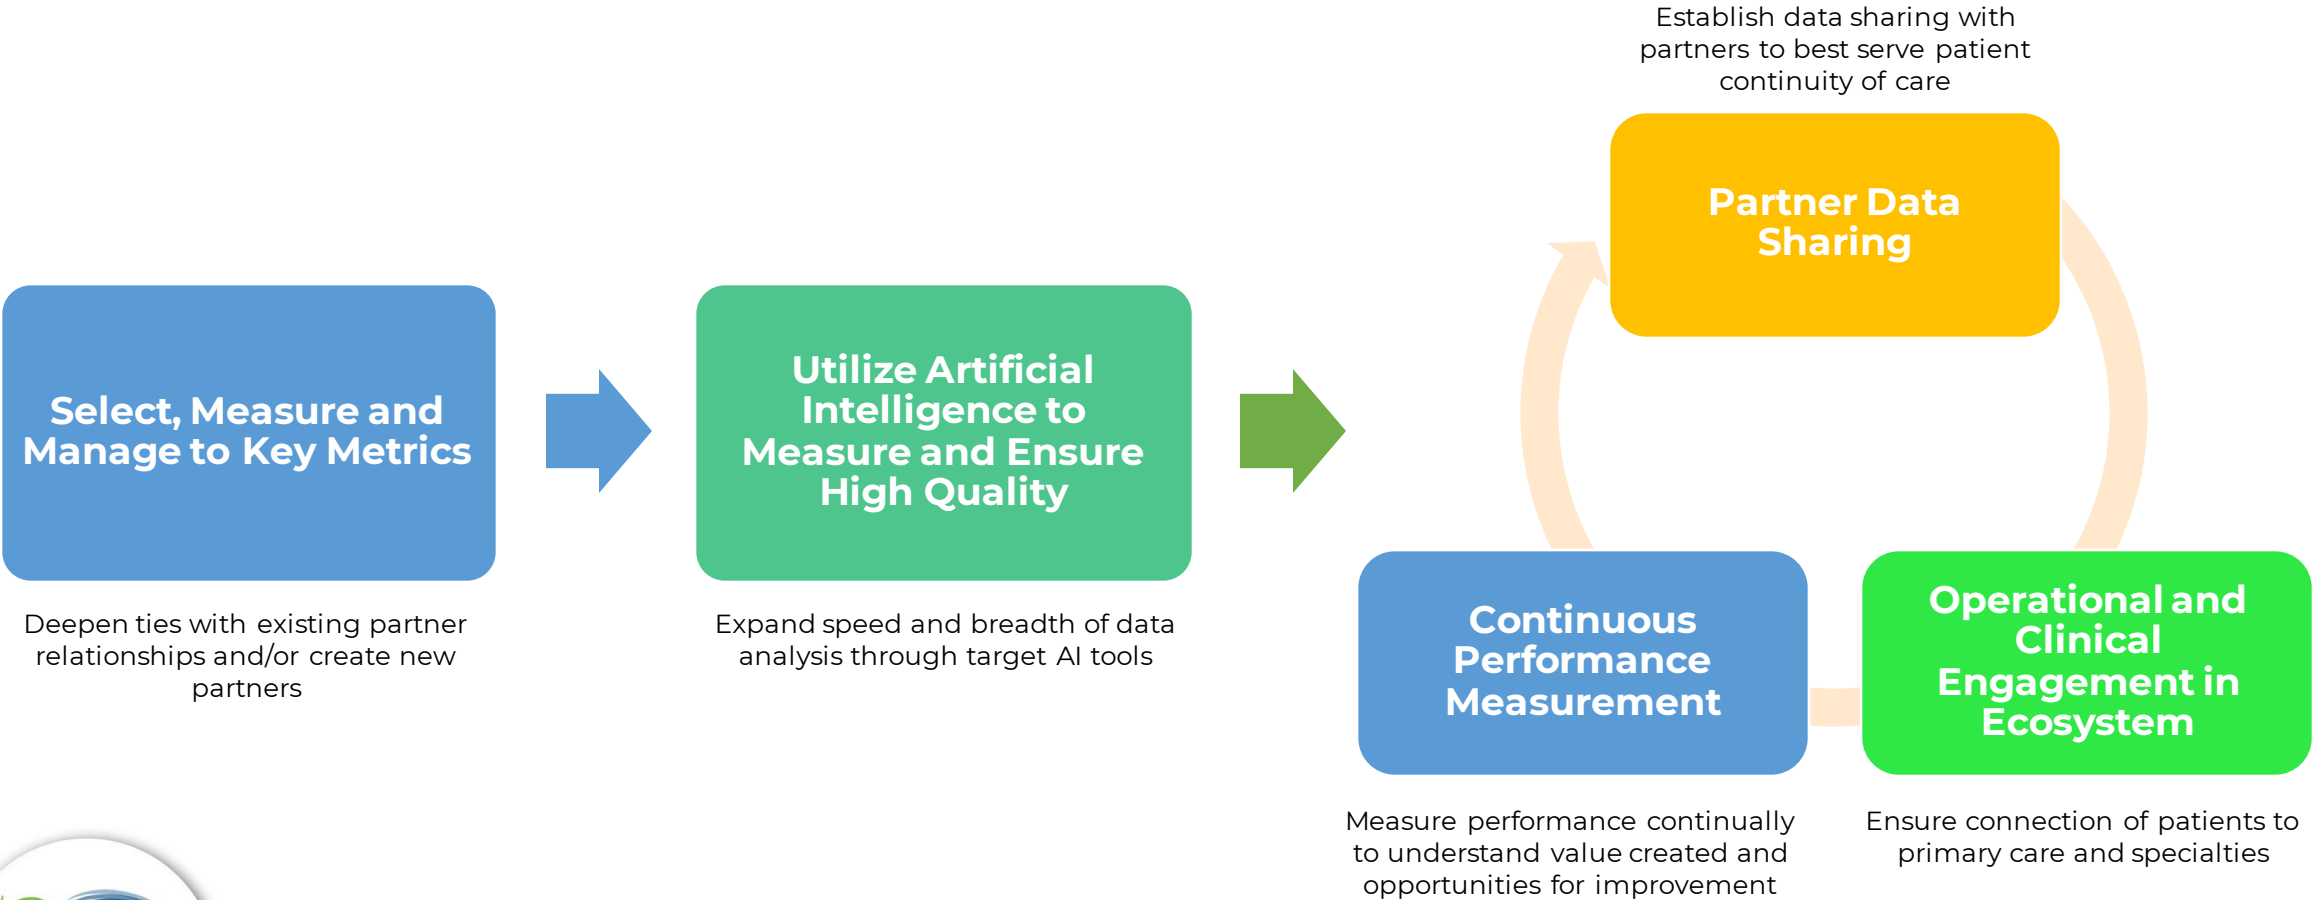 Select, Measure and
Manage to Key Metrics
Deepen ties with existing partner
relationships and/or create new
partners
Utilize Artificial
Intelligence to
Measure and Ensure
High Quality
Expand speed and breadth of data
analysis through target AI tools
Establish data sharing with
partners to best serve patient
continuity of care
Partner Data
Sharing
Continuous
Performance
Measurement
Measure performance continually
to understand value created and
opportunities for improvement
Operational and
Clinical
Engagement in
Ecosystem
Ensure connection of patients to
primary care and specialties